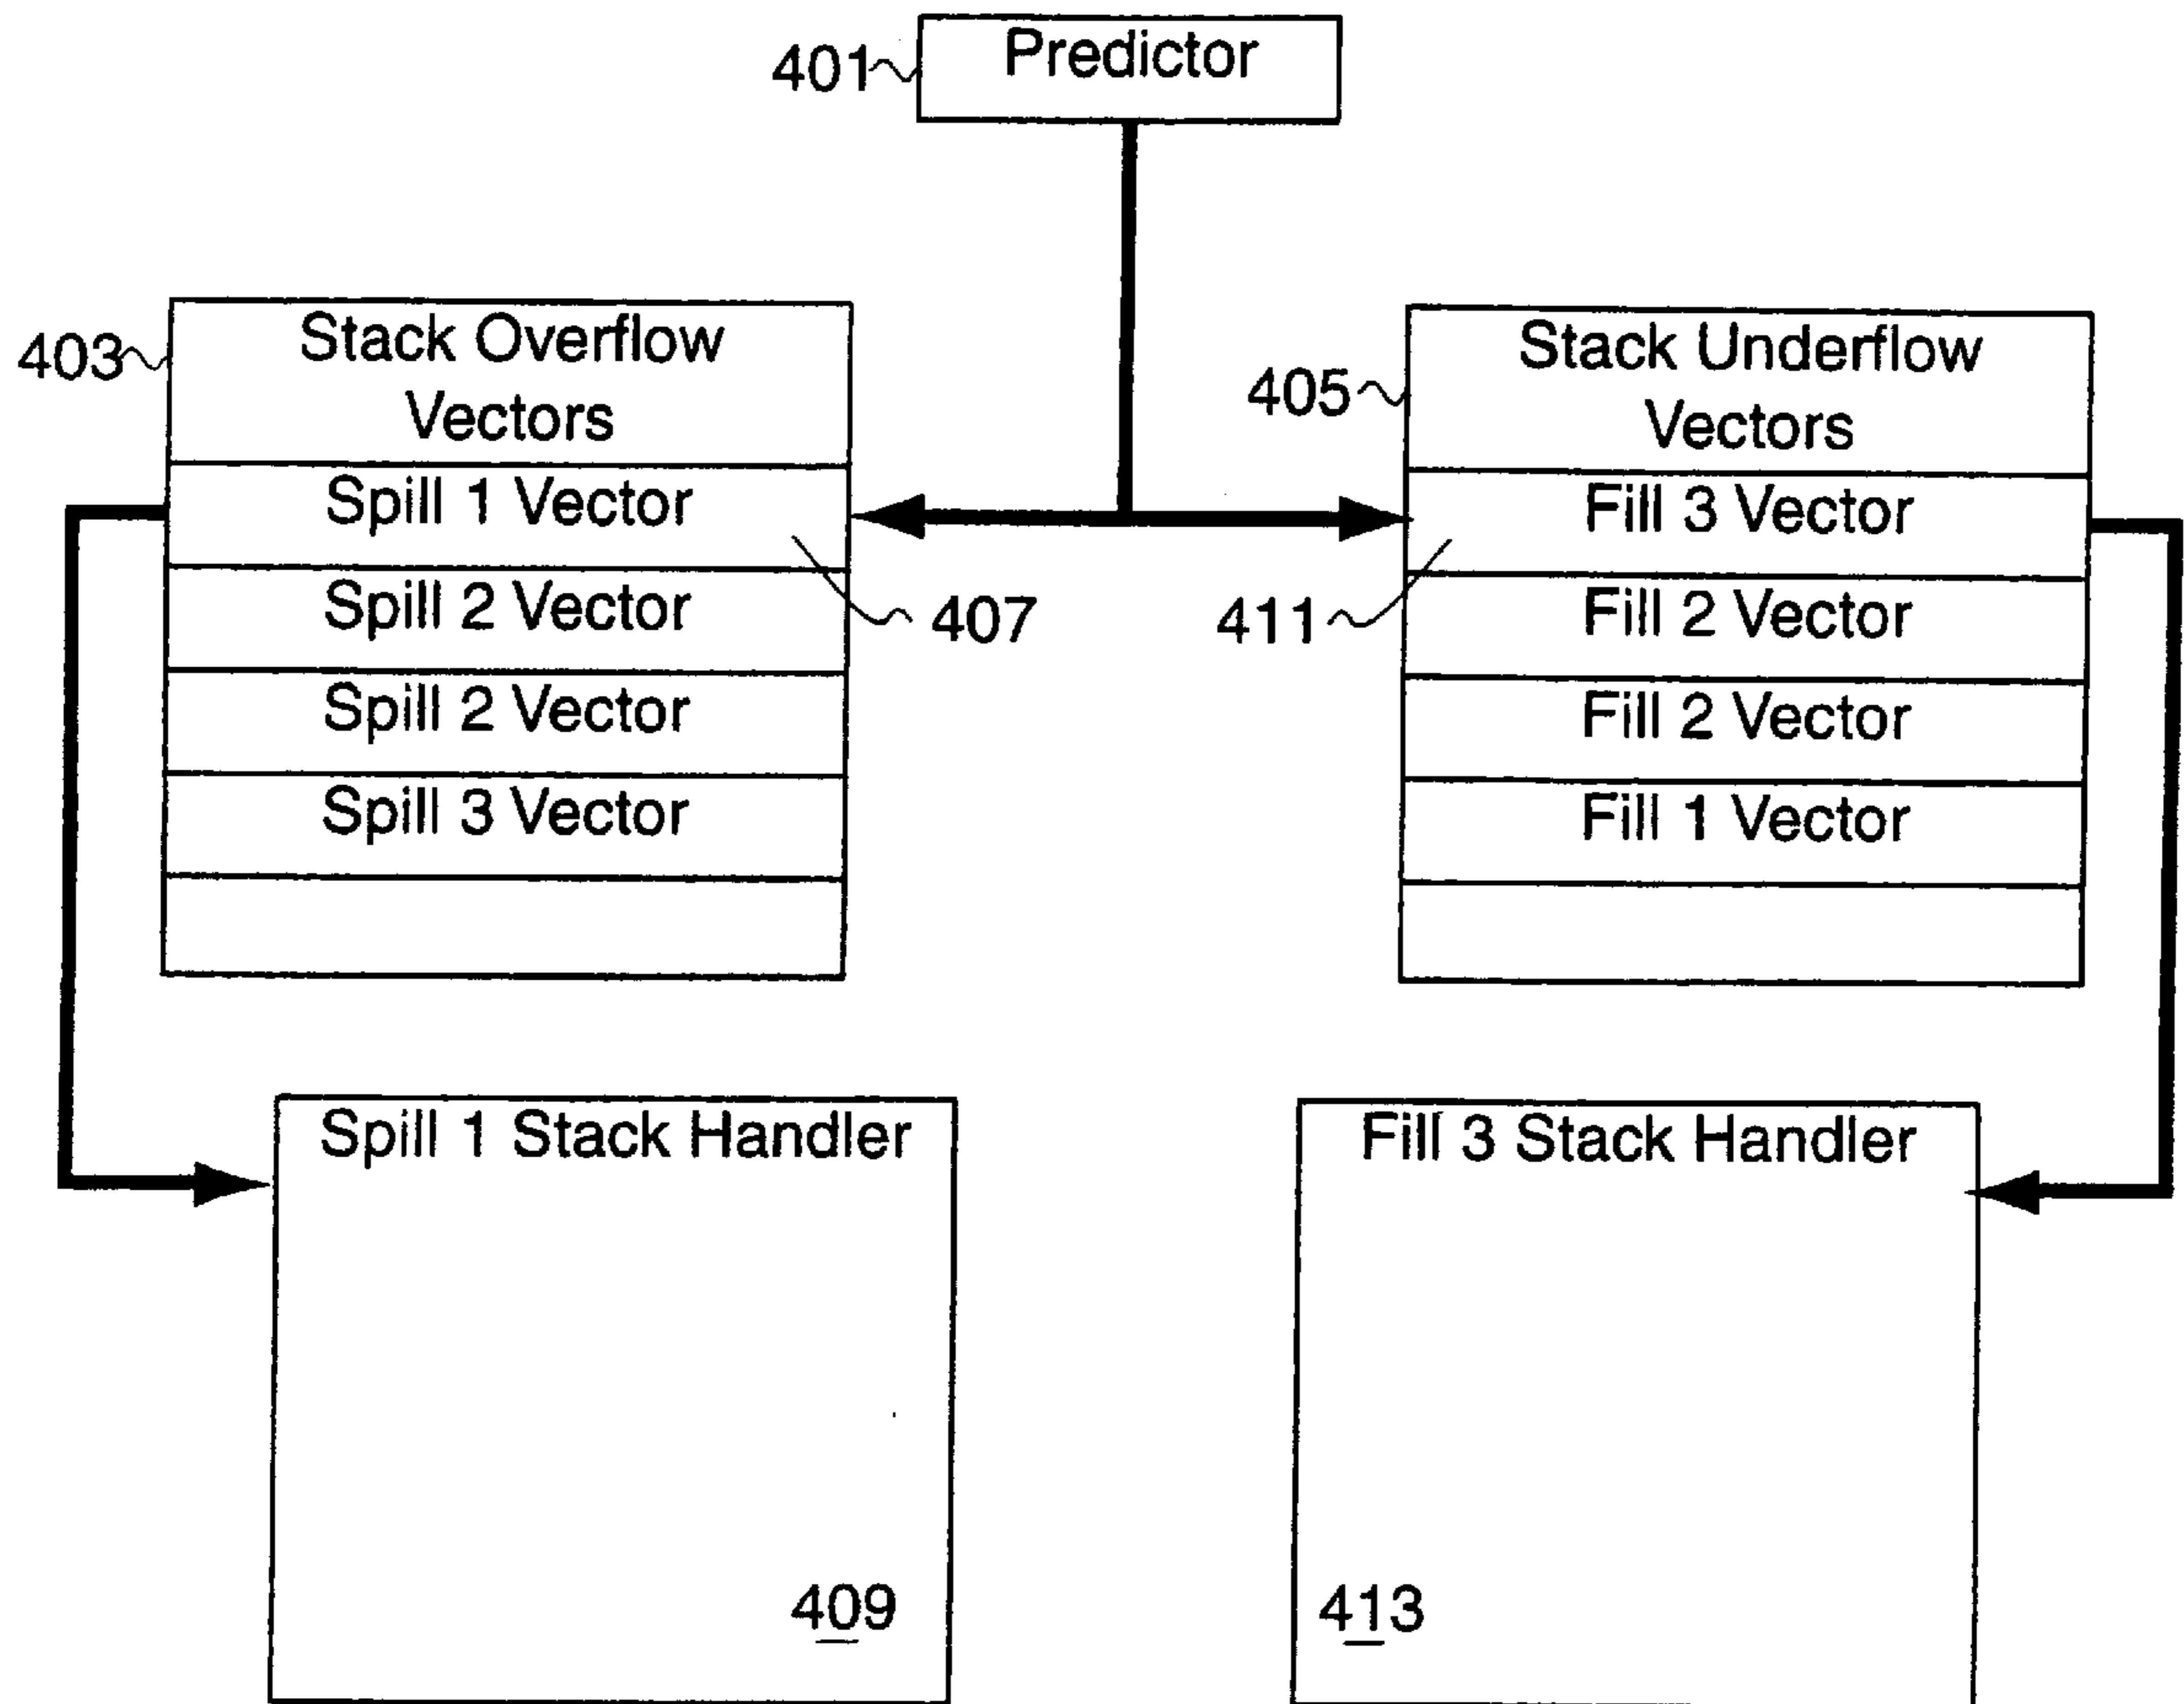 Predictor
401
Stack Overflow
Vectors
403
Spill 1 Vector
407
Spill 2 Vector
Spill 2 Vector
Spill 3 Vector
Stack Underflow
Vectors
405
Fill 3 Vector
411
Fill 2 Vector
Fill 2 Vector
Fill 1 Vector
Spill 1 Stack Handler
409
Fill 3 Stack Handler
413